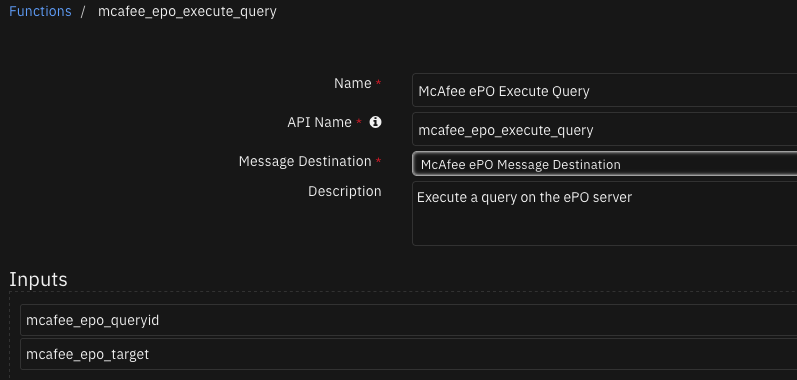 Functions / mcafee_epo_execute_query
Name * McAfee ePO Execute Query
API Name * mcafee_epo_execute_query
Message Destination * McAfee ePO Message Destination
Description Execute a query on the ePO server
Inputs
mcafee_epo_queryid
mcafee_epo_target